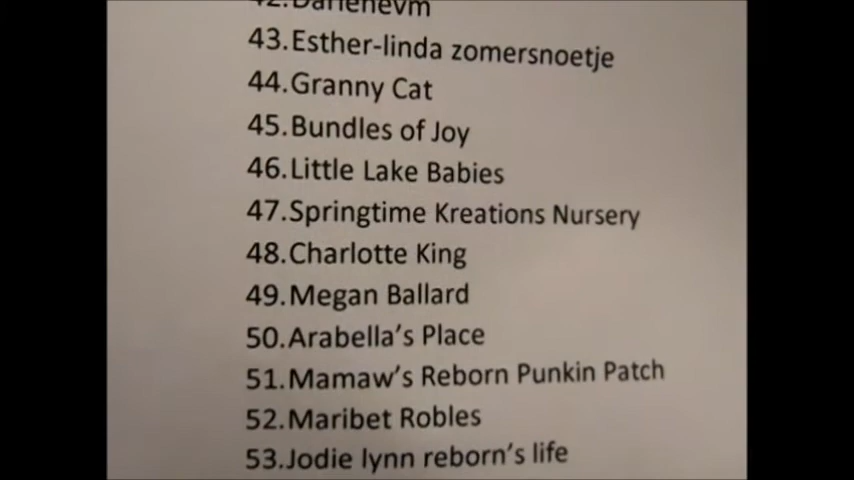 43.Esther-linda zomersnoetje
44.Granny Cat
45.Bundles of Joy
46.Little Lake Babies
47.Springtime Kreations Nursery
48.Charlotte King
49.Megan Ballard
50.Arabella's Place
51.Mamaw's Reborn Punkin Patch
52.Maribet Robles
53.Jodie lynn reborn's life